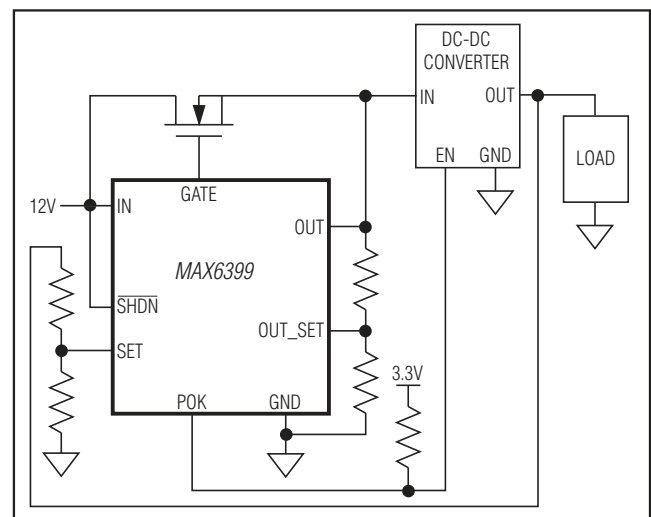 DC-DC
CONVERTER
IN
OUT
EN
GND
LOAD
GATE
12V
IN
OUT
MAX6399
SHDN
OUT_SET
SET
3.3V
POK
GND